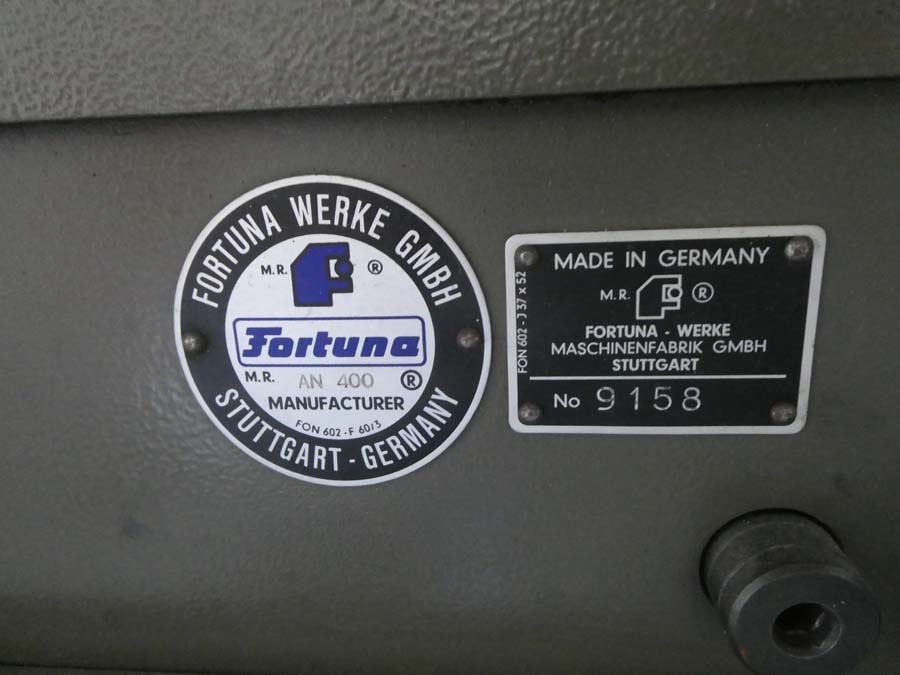 FORTUNA WERKE GMBH
M.R. ®
Fortuna
M.R. AN 400 ®
MANUFACTURER
FON 602-F 60/3
STUTTGART - GERMANY
MADE IN GERMANY
M.R. ®
FORTUNA - WERKE
MASCHINENFABRIK GMBH
STUTTGART
No 9158
FON 602 - J 37 x 52